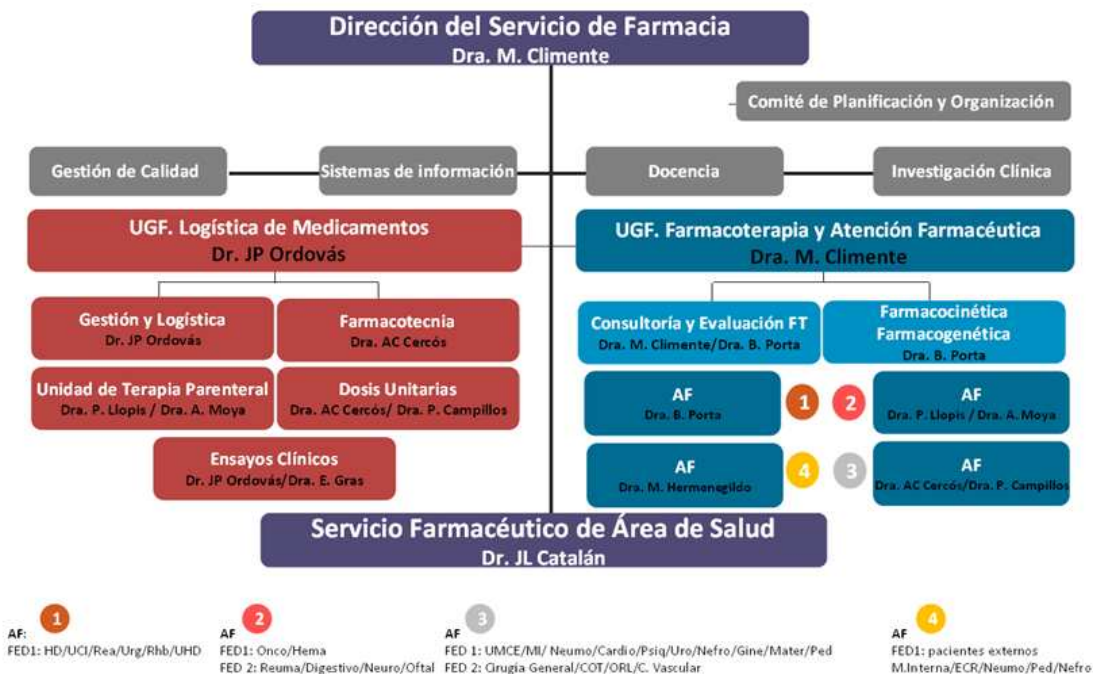 Dirección del Servicio de Farmacia
Dra. M. Climente
Comité de Planificación y Organización
Gestión de Calidad
Sistemas de información
Docencia
Investigación Clínica
UGF. Logística de Medicamentos
Dr. JP Ordovás
UGF. Farmacoterapia y Atención Farmacéutica
Dra. M. Climente
Gestión y Logística
Dr. JP Ordovás
Farmacotecnia
Dra. AC Cercós
Consultoría y Evaluación FT
Dra. M. Climente/Dra. B. Porta
Farmacocinética
Farmacogenética
Dra. B. Porta
Unidad de Terapia Parenteral
Dra. P. Llopis / Dra. A. Moya
Dosis Unitarias
Dra. AC Cercós/ Dra. P. Campillos
AF
Dra. B. Porta
1
2
AF
Dra. P. Llopis / Dra. A. Moya
Ensayos Clínicos
Dr. JP Ordovás/Dra. E. Gras
AF
Dra. M. Hermenegildo
4
3
AF
Dra. AC Cercós/Dra. P. Campillos
Servicio Farmacéutico de Área de Salud
Dr. JL Catalán
1
AF:
FED1: HD/UCI/Rea/Urg/Rhb/UHD
2
AF
FED1: Onco/Hema
FED 2: Reuma/Digestivo/Neuro/Oftal
3
AF
FED 1: UMCE/MI/ Neumo/Cardio/Psiq/Uro/Nefro/Gine/Mater/Ped
FED 2: Cirugía General/COT/ORL/C. Vascular
4
AF
FED1: pacientes externos
M.Interna/ECR/Neumo/Ped/Nefro